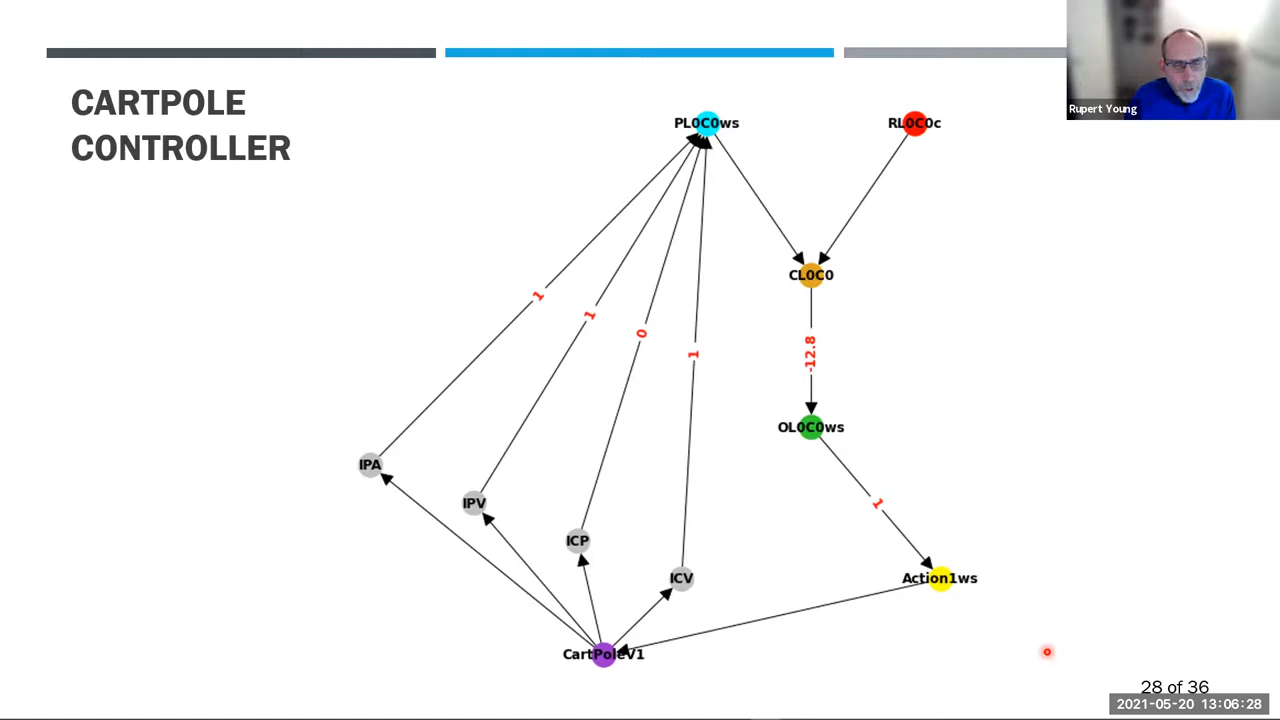 CARTPOLE
CONTROLLER
Rupert Young
PL0C0ws
RL0C0c
CL0C0
1
1
0
1
-12.8
OL0C0ws
IPA
IPV
1
ICP
ICV
Action1ws
CartPoleV1
28 of 36
2021-05-20 13:06:28